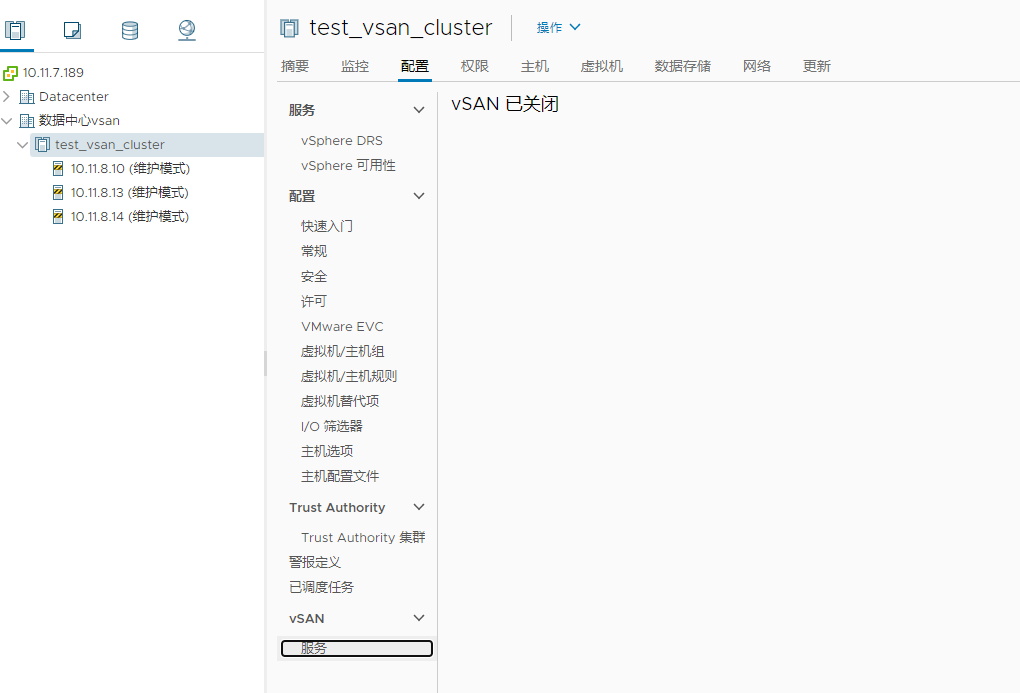 10.11.7.189
Datacenter
数据中心vsan
test_vsan_cluster
10.11.8.10 (维护模式)
10.11.8.13 (维护模式)
10.11.8.14 (维护模式)
test_vsan_cluster
操作
摘要 监控 配置 权限 主机 虚拟机 数据存储 网络 更新
服务
vSphere DRS
vSphere 可用性
配置
快速入门
常规
安全
许可
VMware EVC
虚拟机/主机组
虚拟机/主机规则
虚拟机替代项
I/O 筛选器
主机选项
主机配置文件
Trust Authority
Trust Authority 集群
警报定义
已调度任务
vSAN
服务
vSAN 已关闭